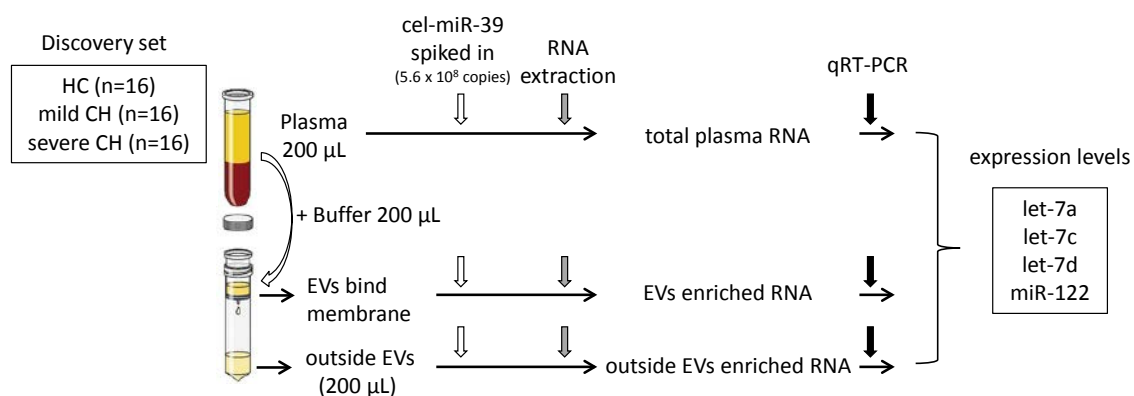 Discovery set
HC (n=16)
mild CH (n=16)
severe CH (n=16)
cel-miR-39
spiked in
(5.6 x 10⁸ copies)
RNA
extraction
qRT-PCR
Plasma
200 µL
total plasma RNA
+ Buffer 200 µL
EVs bind
membrane
EVs enriched RNA
outside EVs
(200 µL)
outside EVs enriched RNA
expression levels
let-7a
let-7c
let-7d
miR-122